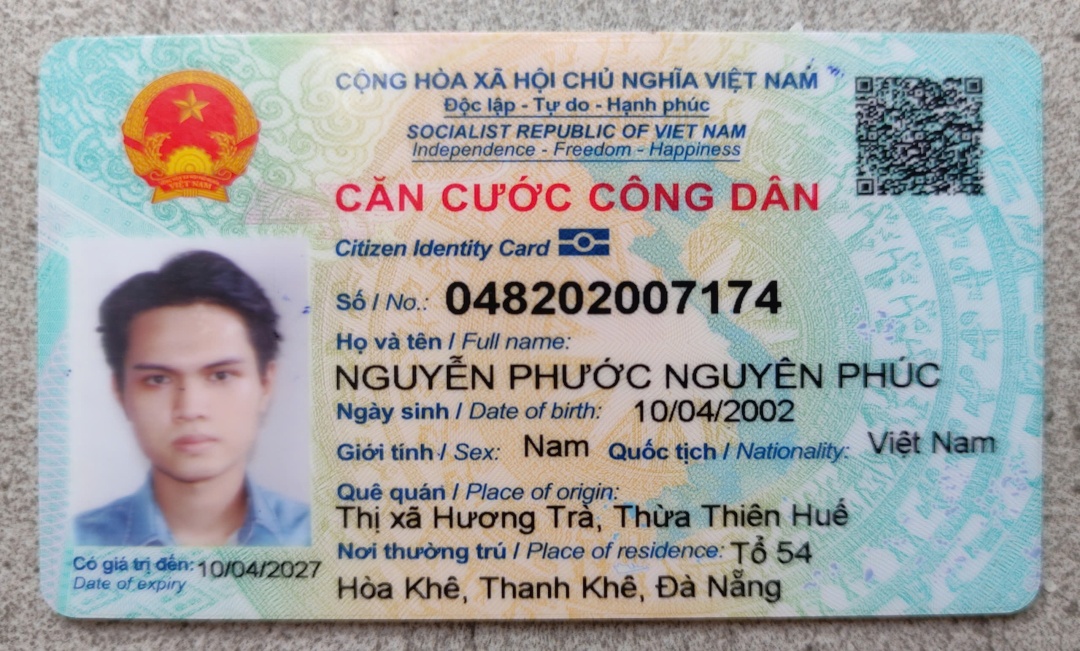 CỘNG HÒA XÃ HỘI CHỦ NGHĨA VIỆT NAM
Độc lập - Tự do - Hạnh phúc
SOCIALIST REPUBLIC OF VIET NAM
Independence - Freedom - Happiness
VIỆT NAM
CĂN CƯỚC CÔNG DÂN
Citizen Identity Card
Số / No.: 048202007174
Họ và tên / Full name:
NGUYỄN PHƯỚC NGUYÊN PHÚC
Ngày sinh / Date of birth: 10/04/2002
Giới tính / Sex: Nam Quốc tịch / Nationality: Việt Nam
Quê quán / Place of origin:
Thị xã Hương Trà, Thừa Thiên Huế
Nơi thường trú / Place of residence: Tổ 54
Hòa Khê, Thanh Khê, Đà Nẵng
Có giá trị đến: 10/04/2027
Date of expiry